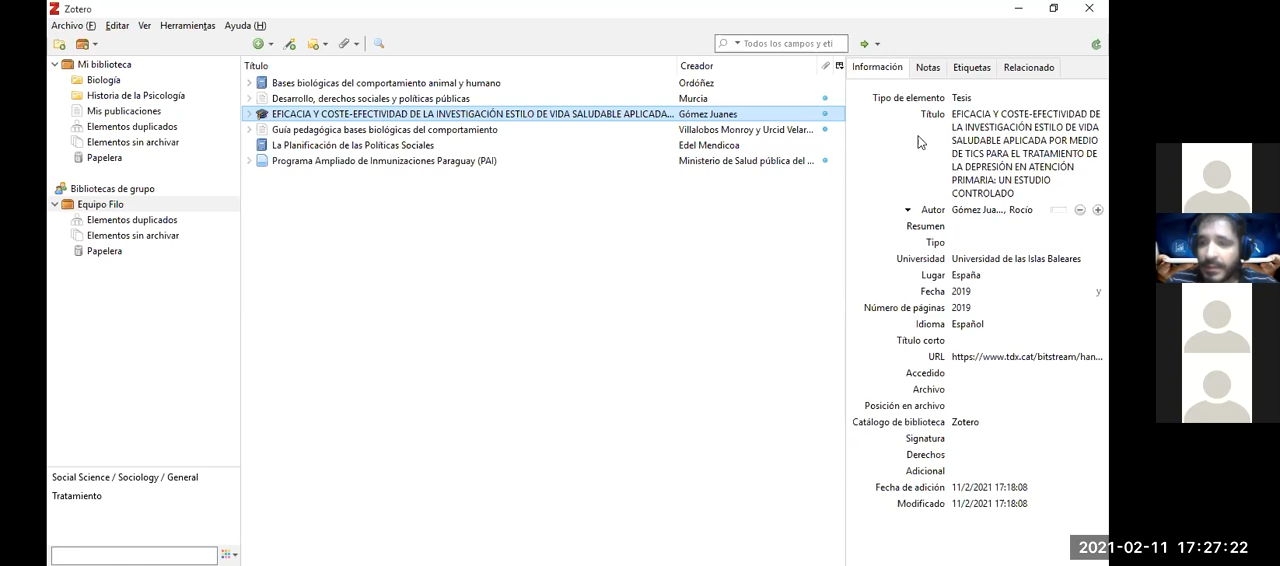 Zotero
Archivo (F) Editar Ver Herramientas Ayuda (H)
Todos los campos y eti
Mi biblioteca
Biología
Historia de la Psicología
Mis publicaciones
Elementos duplicados
Elementos sin archivar
Papelera
Bibliotecas de grupo
Equipo Filo
Elementos duplicados
Elementos sin archivar
Papelera
Social Science / Sociology / General
Tratamiento
Título Creador
Bases biológicas del comportamiento animal y humano Ordóñez
Desarrollo, derechos sociales y políticas públicas Murcia
EFICACIA Y COSTE-EFECTIVIDAD DE LA INVESTIGACIÓN ESTILO DE VIDA SALUDABLE APLICADA... Gómez Juanes
Guía pedagógica bases biológicas del comportamiento Villalobos Monroy y Urcid Velar...
La Planificación de las Políticas Sociales Edel Mendicoa
Programa Ampliado de Inmunizaciones Paraguay (PAI) Ministerio de Salud pública del ...
Información Notas Etiquetas Relacionado
Tipo de elemento Tesis
Título EFICACIA Y COSTE-EFECTIVIDAD DE
LA INVESTIGACIÓN ESTILO DE VIDA
SALUDABLE APLICADA POR MEDIO
DE TICS PARA EL TRATAMIENTO DE
LA DEPRESIÓN EN ATENCIÓN
PRIMARIA: UN ESTUDIO
CONTROLADO
Autor Gómez Jua..., Rocío
Resumen
Tipo
Universidad Universidad de las Islas Baleares
Lugar España
Fecha 2019 y
Número de páginas 2019
Idioma Español
Título corto
URL https://www.tdx.cat/bitstream/han...
Accedido
Archivo
Posición en archivo
Catálogo de biblioteca Zotero
Signatura
Derechos
Adicional
Fecha de adición 11/2/2021 17:18:08
Modificado 11/2/2021 17:18:08
2021-02-11 17:27:22